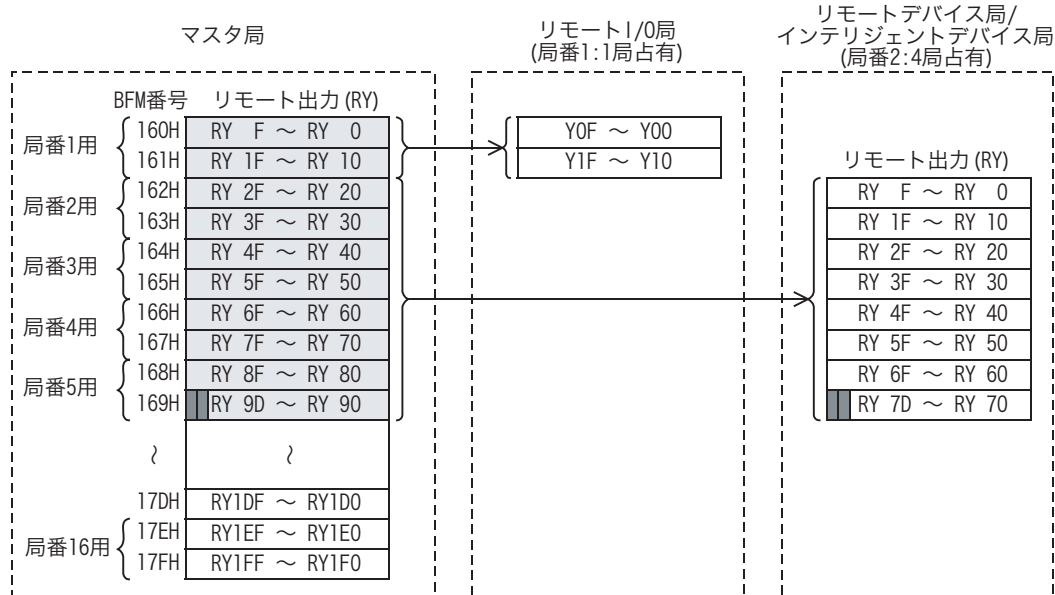 マスタ局
リモートI/O局
(局番1:1局占有)
リモートデバイス局/
インテリジェントデバイス局
(局番2:4局占有)
BFM番号 リモート出力(RY)
局番1用
160H RY F ～ RY 0
161H RY 1F ～ RY 10
局番2用
162H RY 2F ～ RY 20
163H RY 3F ～ RY 30
局番3用
164H RY 4F ～ RY 40
165H RY 5F ～ RY 50
局番4用
166H RY 6F ～ RY 60
167H RY 7F ～ RY 70
局番5用
168H RY 8F ～ RY 80
169H RY 9D ～ RY 90
～ ～
17DH RY1DF ～ RY1D0
局番16用
17EH RY1EF ～ RY1E0
17FH RY1FF ～ RY1F0
Y0F ～ Y00
Y1F ～ Y10
リモート出力(RY)
RY F ～ RY 0
RY 1F ～ RY 10
RY 2F ～ RY 20
RY 3F ～ RY 30
RY 4F ～ RY 40
RY 5F ～ RY 50
RY 6F ～ RY 60
RY 7D ～ RY 70